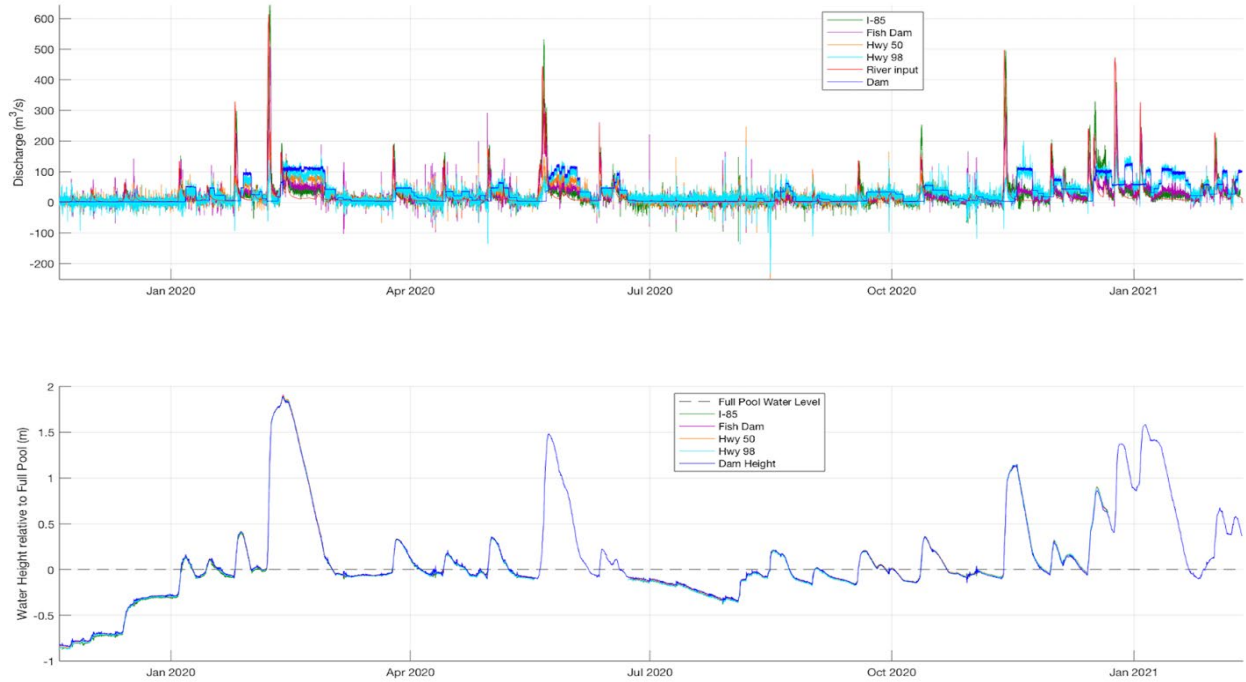 600
500
400
300
200
100
0
-100
-200
Discharge (m³/s)
I-85
Fish Dam
Hwy 50
Hwy 98
River input
Dam
Jan 2020
Apr 2020
Jul 2020
Oct 2020
Jan 2021
2
1.5
1
0.5
0
-0.5
-1
Water Height relative to Full Pool (m)
Full Pool Water Level
I-85
Fish Dam
Hwy 50
Hwy 98
Dam Height
Jan 2020
Apr 2020
Jul 2020
Oct 2020
Jan 2021